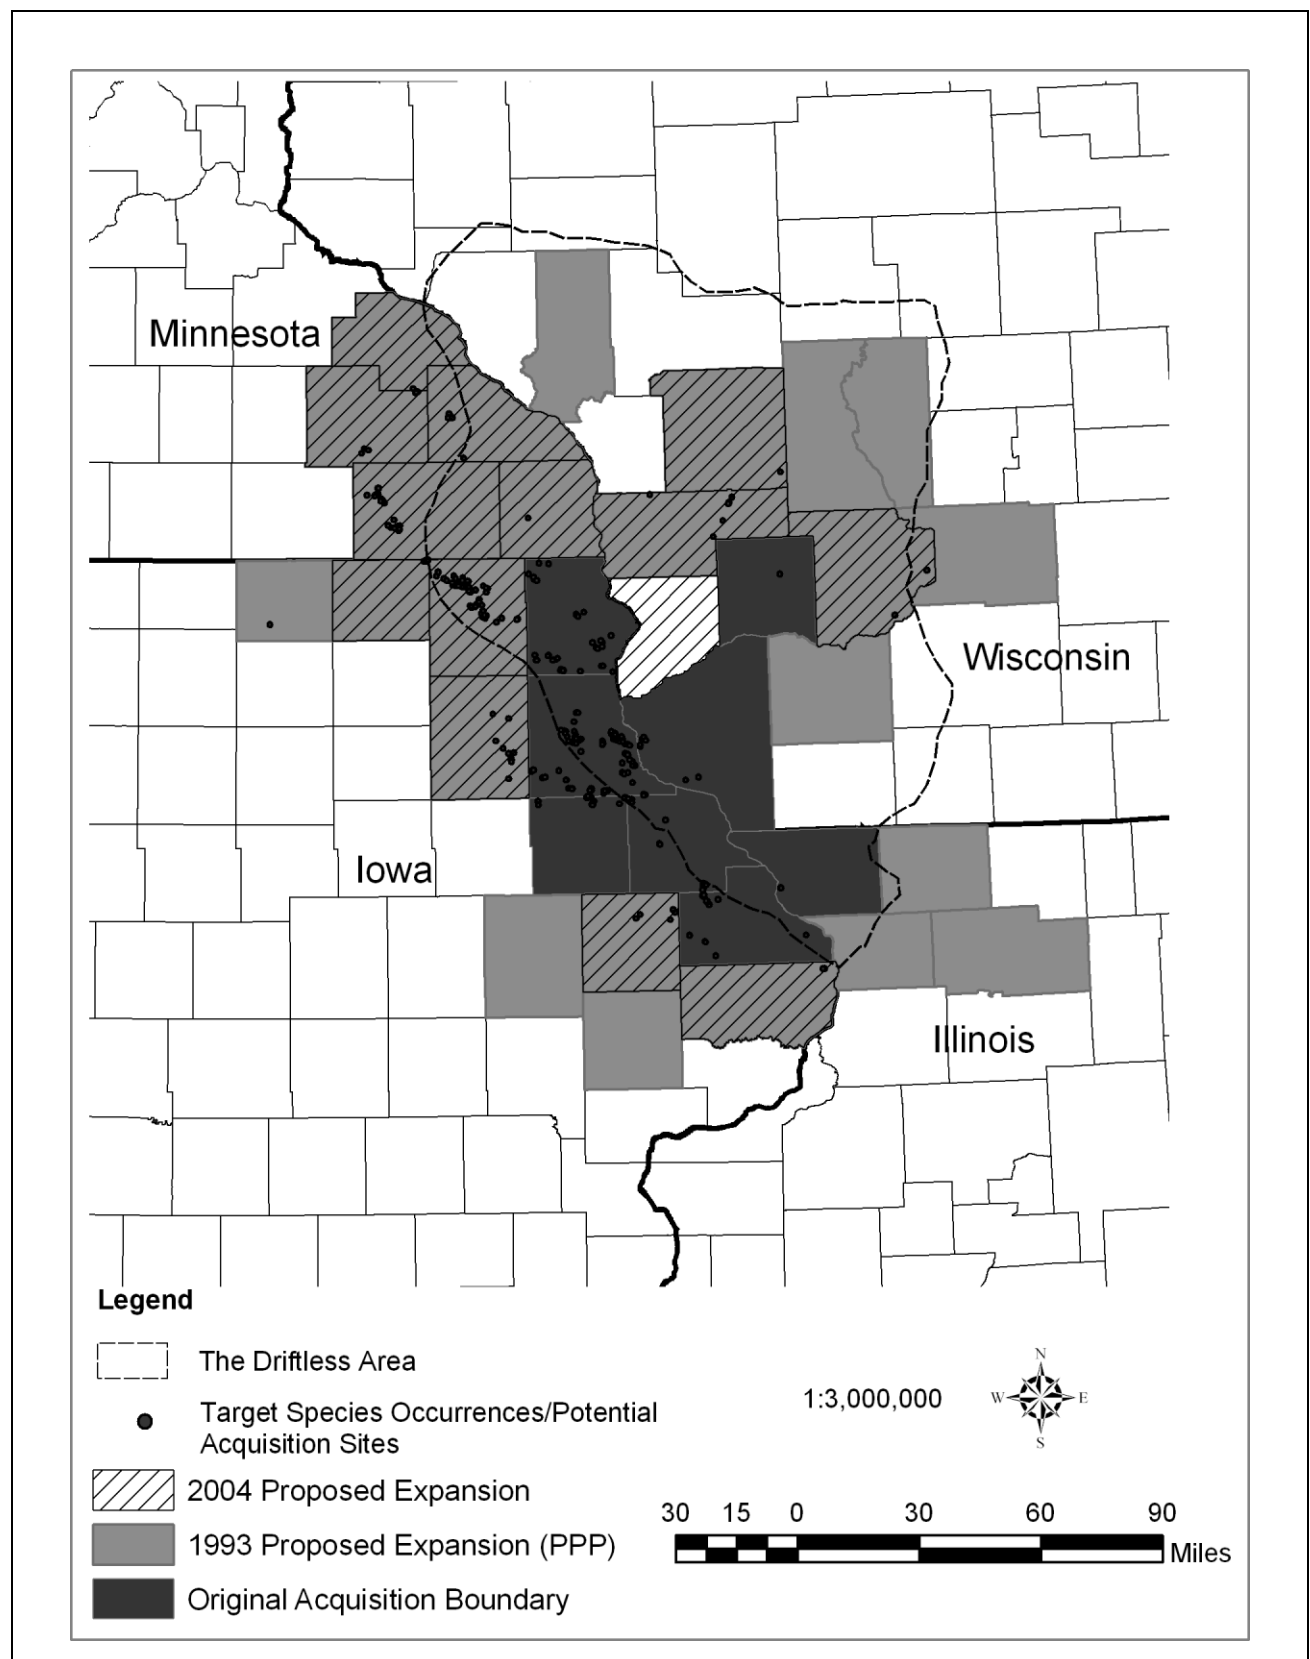 Minnesota
Wisconsin
Iowa
Illinois
Legend
The Driftless Area
Target Species Occurrences/Potential
Acquisition Sites
2004 Proposed Expansion
1993 Proposed Expansion (PPP)
Original Acquisition Boundary
1:3,000,000
N
W E
S
30 15 0 30 60 90
Miles